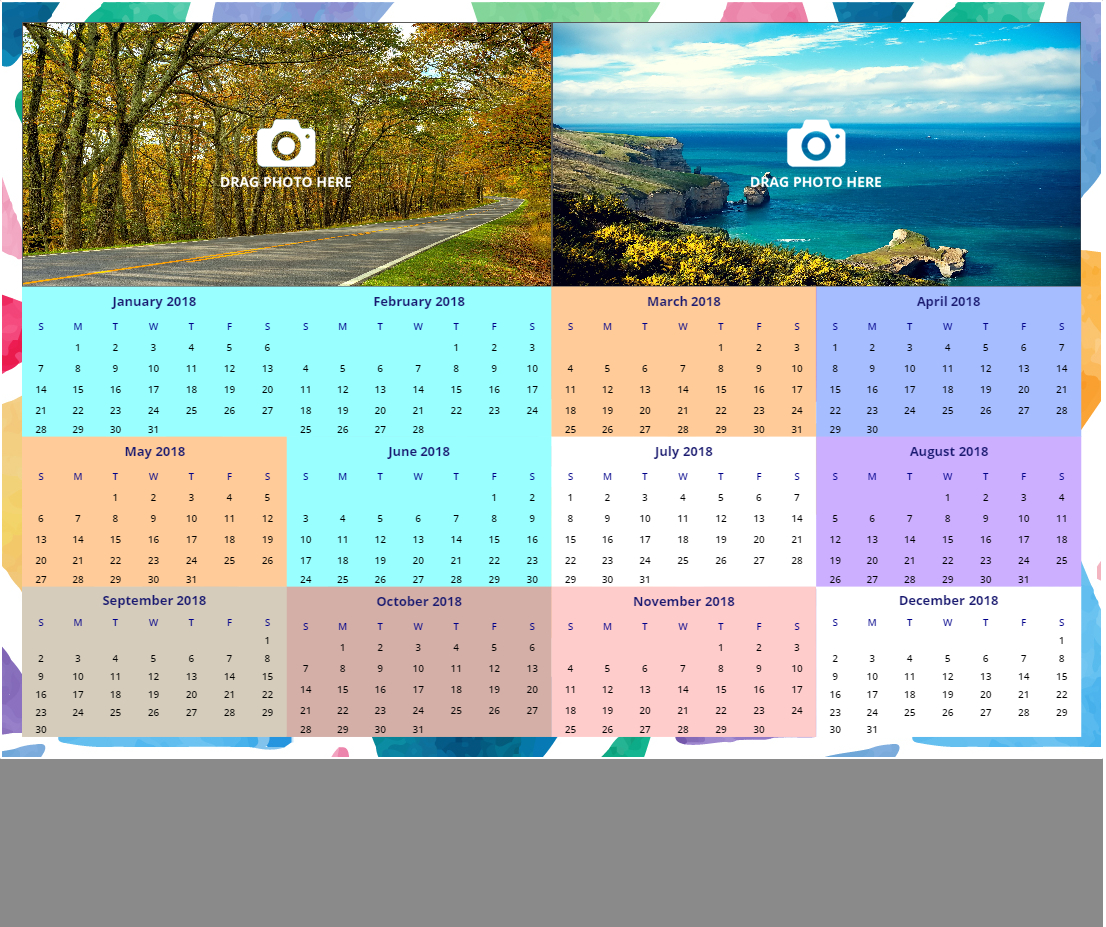 DRAG PHOTO HERE
DRAG PHOTO HERE
January 2018
S M T W T F S
1 2 3 4 5 6
7 8 9 10 11 12 13
14 15 16 17 18 19 20
21 22 23 24 25 26 27
28 29 30 31
February 2018
S M T W T F S
1 2 3
4 5 6 7 8 9 10
11 12 13 14 15 16 17
18 19 20 21 22 23 24
25 26 27 28
March 2018
S M T W T F S
1 2 3
4 5 6 7 8 9 10
11 12 13 14 15 16 17
18 19 20 21 22 23 24
25 26 27 28 29 30 31
April 2018
S M T W T F S
1 2 3 4 5 6 7
8 9 10 11 12 13 14
15 16 17 18 19 20 21
22 23 24 25 26 27 28
29 30
May 2018
S M T W T F S
1 2 3 4 5
6 7 8 9 10 11 12
13 14 15 16 17 18 19
20 21 22 23 24 25 26
27 28 29 30 31
June 2018
S M T W T F S
1 2
3 4 5 6 7 8 9
10 11 12 13 14 15 16
17 18 19 20 21 22 23
24 25 26 27 28 29 30
July 2018
S M T W T F S
1 2 3 4 5 6 7
8 9 10 11 12 13 14
15 16 17 18 19 20 21
22 23 24 25 26 27 28
29 30 31
August 2018
S M T W T F S
1 2 3 4
5 6 7 8 9 10 11
12 13 14 15 16 17 18
19 20 21 22 23 24 25
26 27 28 29 30 31
September 2018
S M T W T F S
1
2 3 4 5 6 7 8
9 10 11 12 13 14 15
16 17 18 19 20 21 22
23 24 25 26 27 28 29
30
October 2018
S M T W T F S
1 2 3 4 5 6
7 8 9 10 11 12 13
14 15 16 17 18 19 20
21 22 23 24 25 26 27
28 29 30 31
November 2018
S M T W T F S
1 2 3
4 5 6 7 8 9 10
11 12 13 14 15 16 17
18 19 20 21 22 23 24
25 26 27 28 29 30
December 2018
S M T W T F S
1
2 3 4 5 6 7 8
9 10 11 12 13 14 15
16 17 18 19 20 21 22
23 24 25 26 27 28 29
30 31